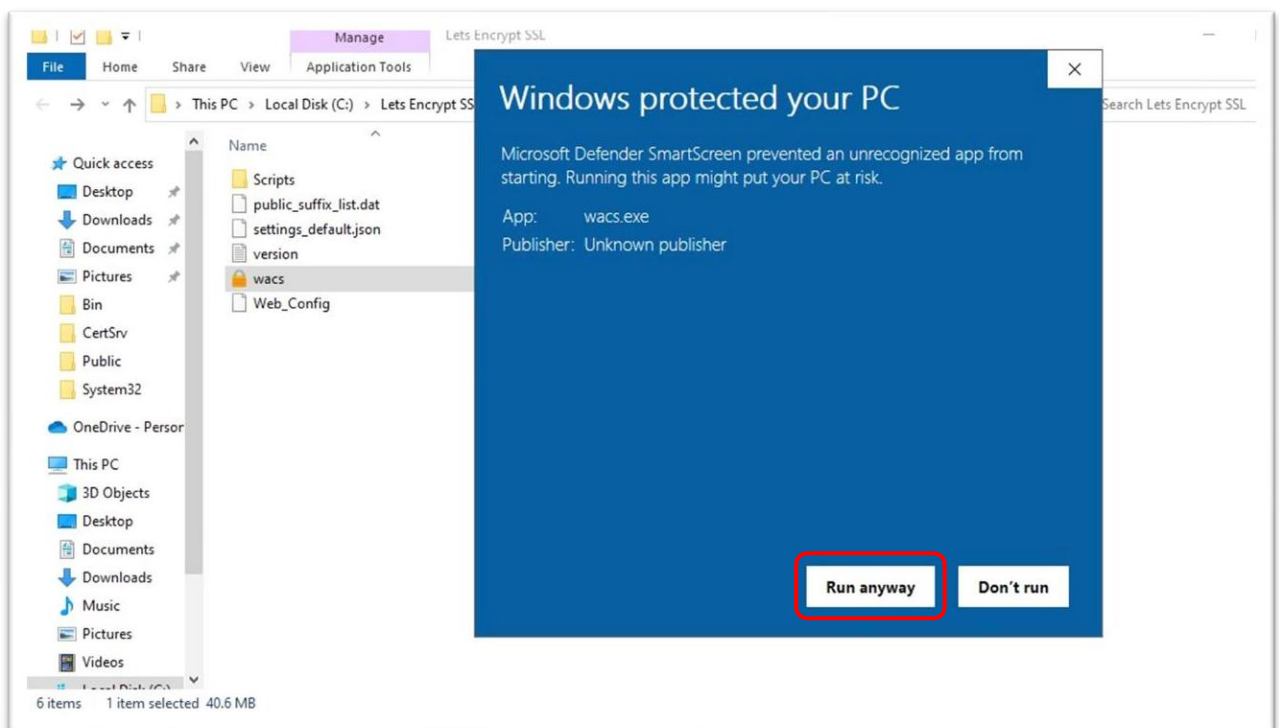 Manage
Lets Encrypt SSL
File
Home
Share
View
Application Tools
This PC > Local Disk (C:) > Lets Encrypt SS
Search Lets Encrypt SSL
Quick access
Desktop
Downloads
Documents
Pictures
Bin
CertSrv
Public
System32
OneDrive - Person
This PC
3D Objects
Desktop
Documents
Downloads
Music
Pictures
Videos
Local Disk (C:)
Name
Scripts
public_suffix_list.dat
settings_default.json
version
wacs
Web_Config
Windows protected your PC
Microsoft Defender SmartScreen prevented an unrecognized app from
starting. Running this app might put your PC at risk.
App: wacs.exe
Publisher: Unknown publisher
Run anyway
Don't run
6 items 1 item selected 40.6 MB